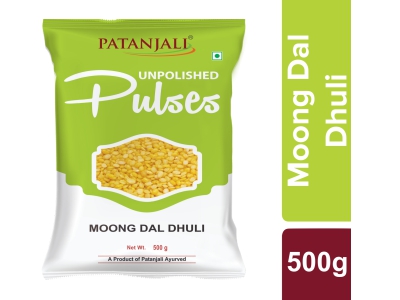 PATANJALI®
UNPOLISHED
Pulses
MOONG DAL DHULI
Net Wt. 500 g
A Product of Patanjali Ayurved
Moong Dal
Dhuli
500g